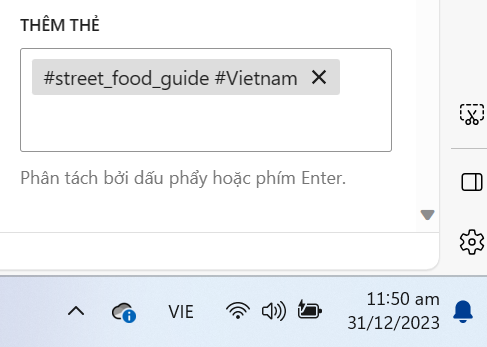 THÊM THẺ
#street_food_guide #Vietnam
Phân tách bởi dấu phẩy hoặc phím Enter.
VIE
11:50 am
31/12/2023